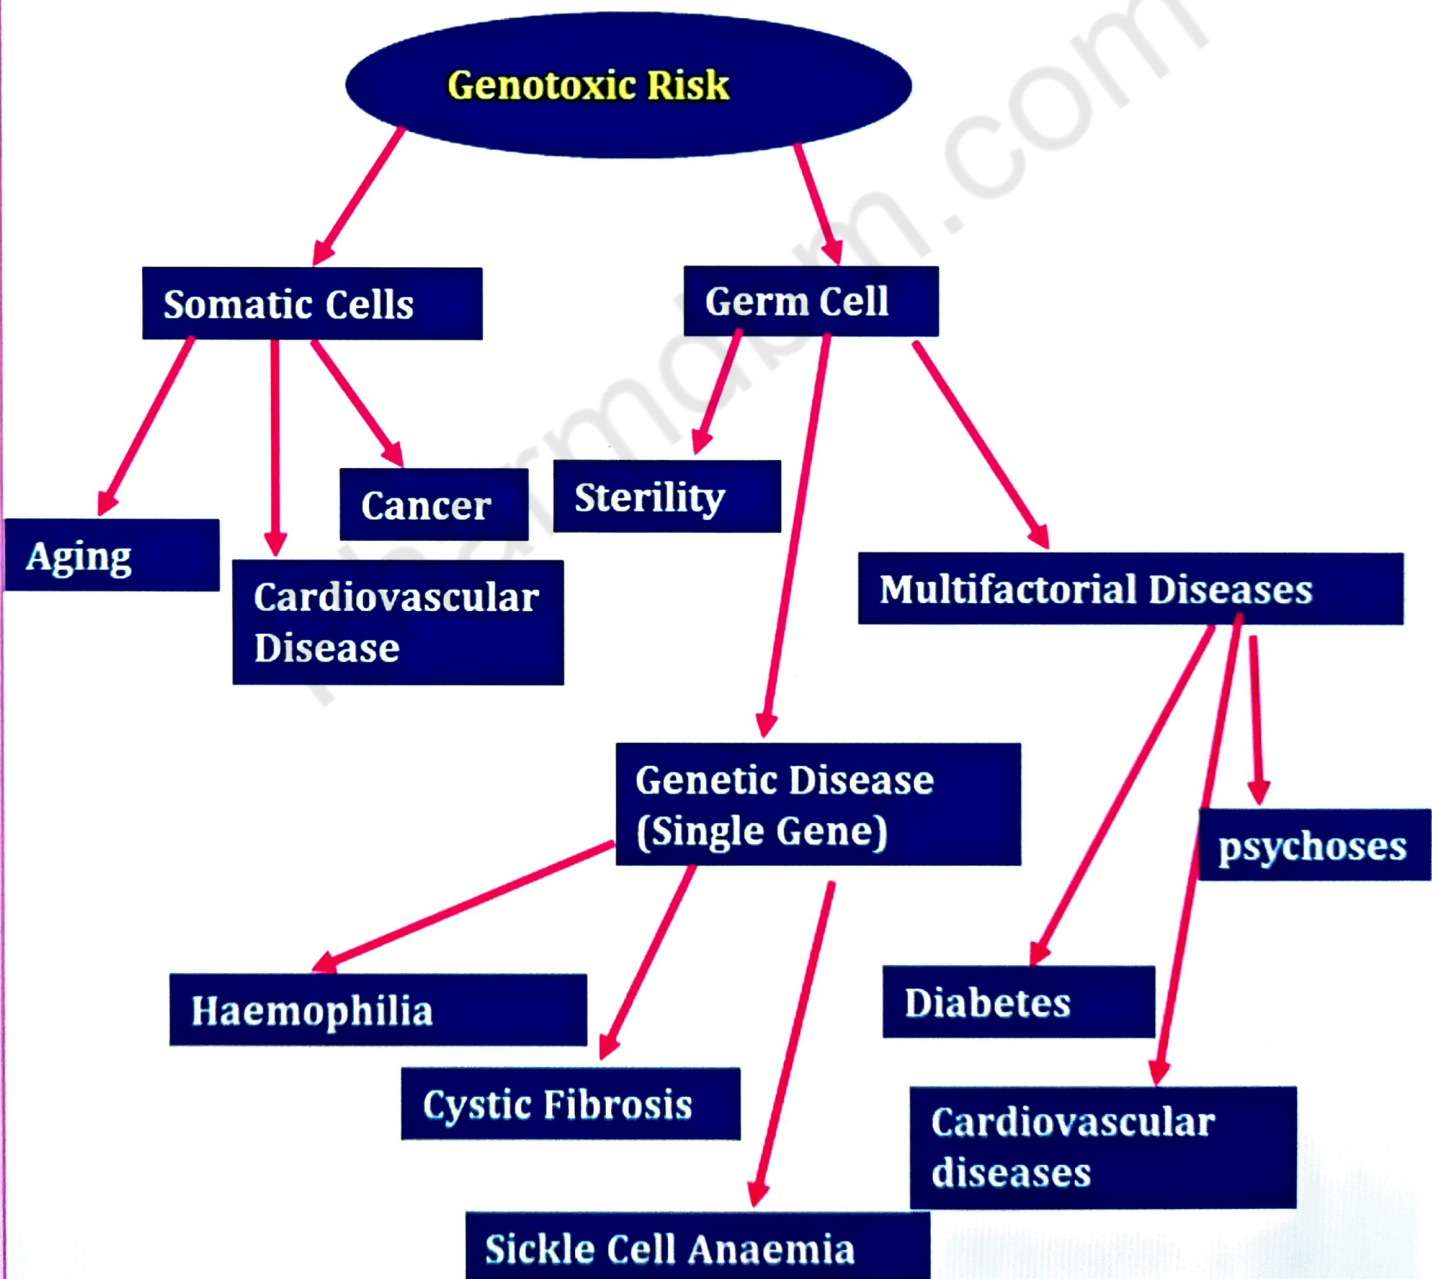 Genotoxic Risk
Somatic Cells
Germ Cell
Cancer
Sterility
Aging
Cardiovascular
Disease
Multifactorial Diseases
Genetic Disease
(Single Gene)
psychoses
Haemophilia
Diabetes
Cystic Fibrosis
Cardiovascular
diseases
Sickle Cell Anaemia